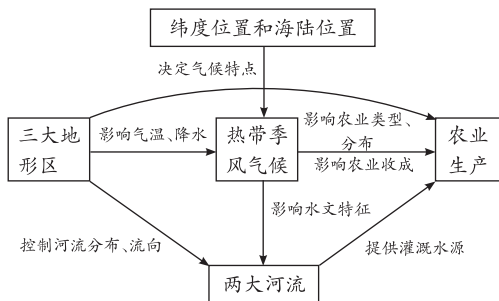 纬度位置和海陆位置
决定气候特点
三大地
形区
影响气温、降水
热带季
风气候
影响农业类型、
分布
影响农业收成
农业
生产
影响水文特征
控制河流分布、流向
提供灌溉水源
两大河流